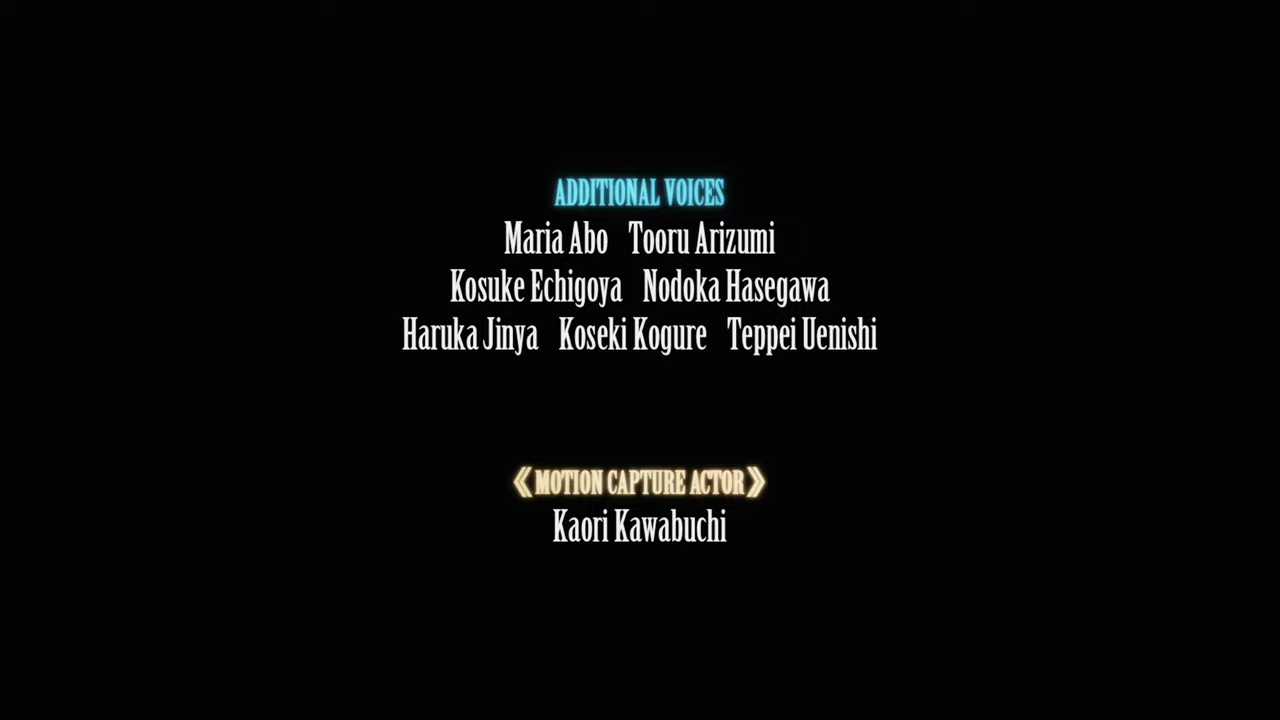 ADDITIONAL VOICES
Maria Abo Tooru Arizumi
Kosuke Echigoya Nodoka Hasegawa
Haruka Jinya Koseki Kogure Teppei Uenishi
《MOTION CAPTURE ACTOR》
Kaori Kawabuchi